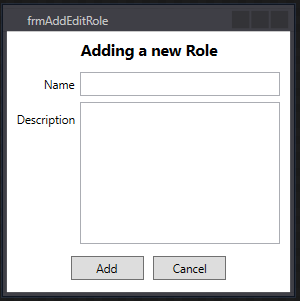 frmAddEditRole
Adding a new Role
Name
Description
Add Cancel